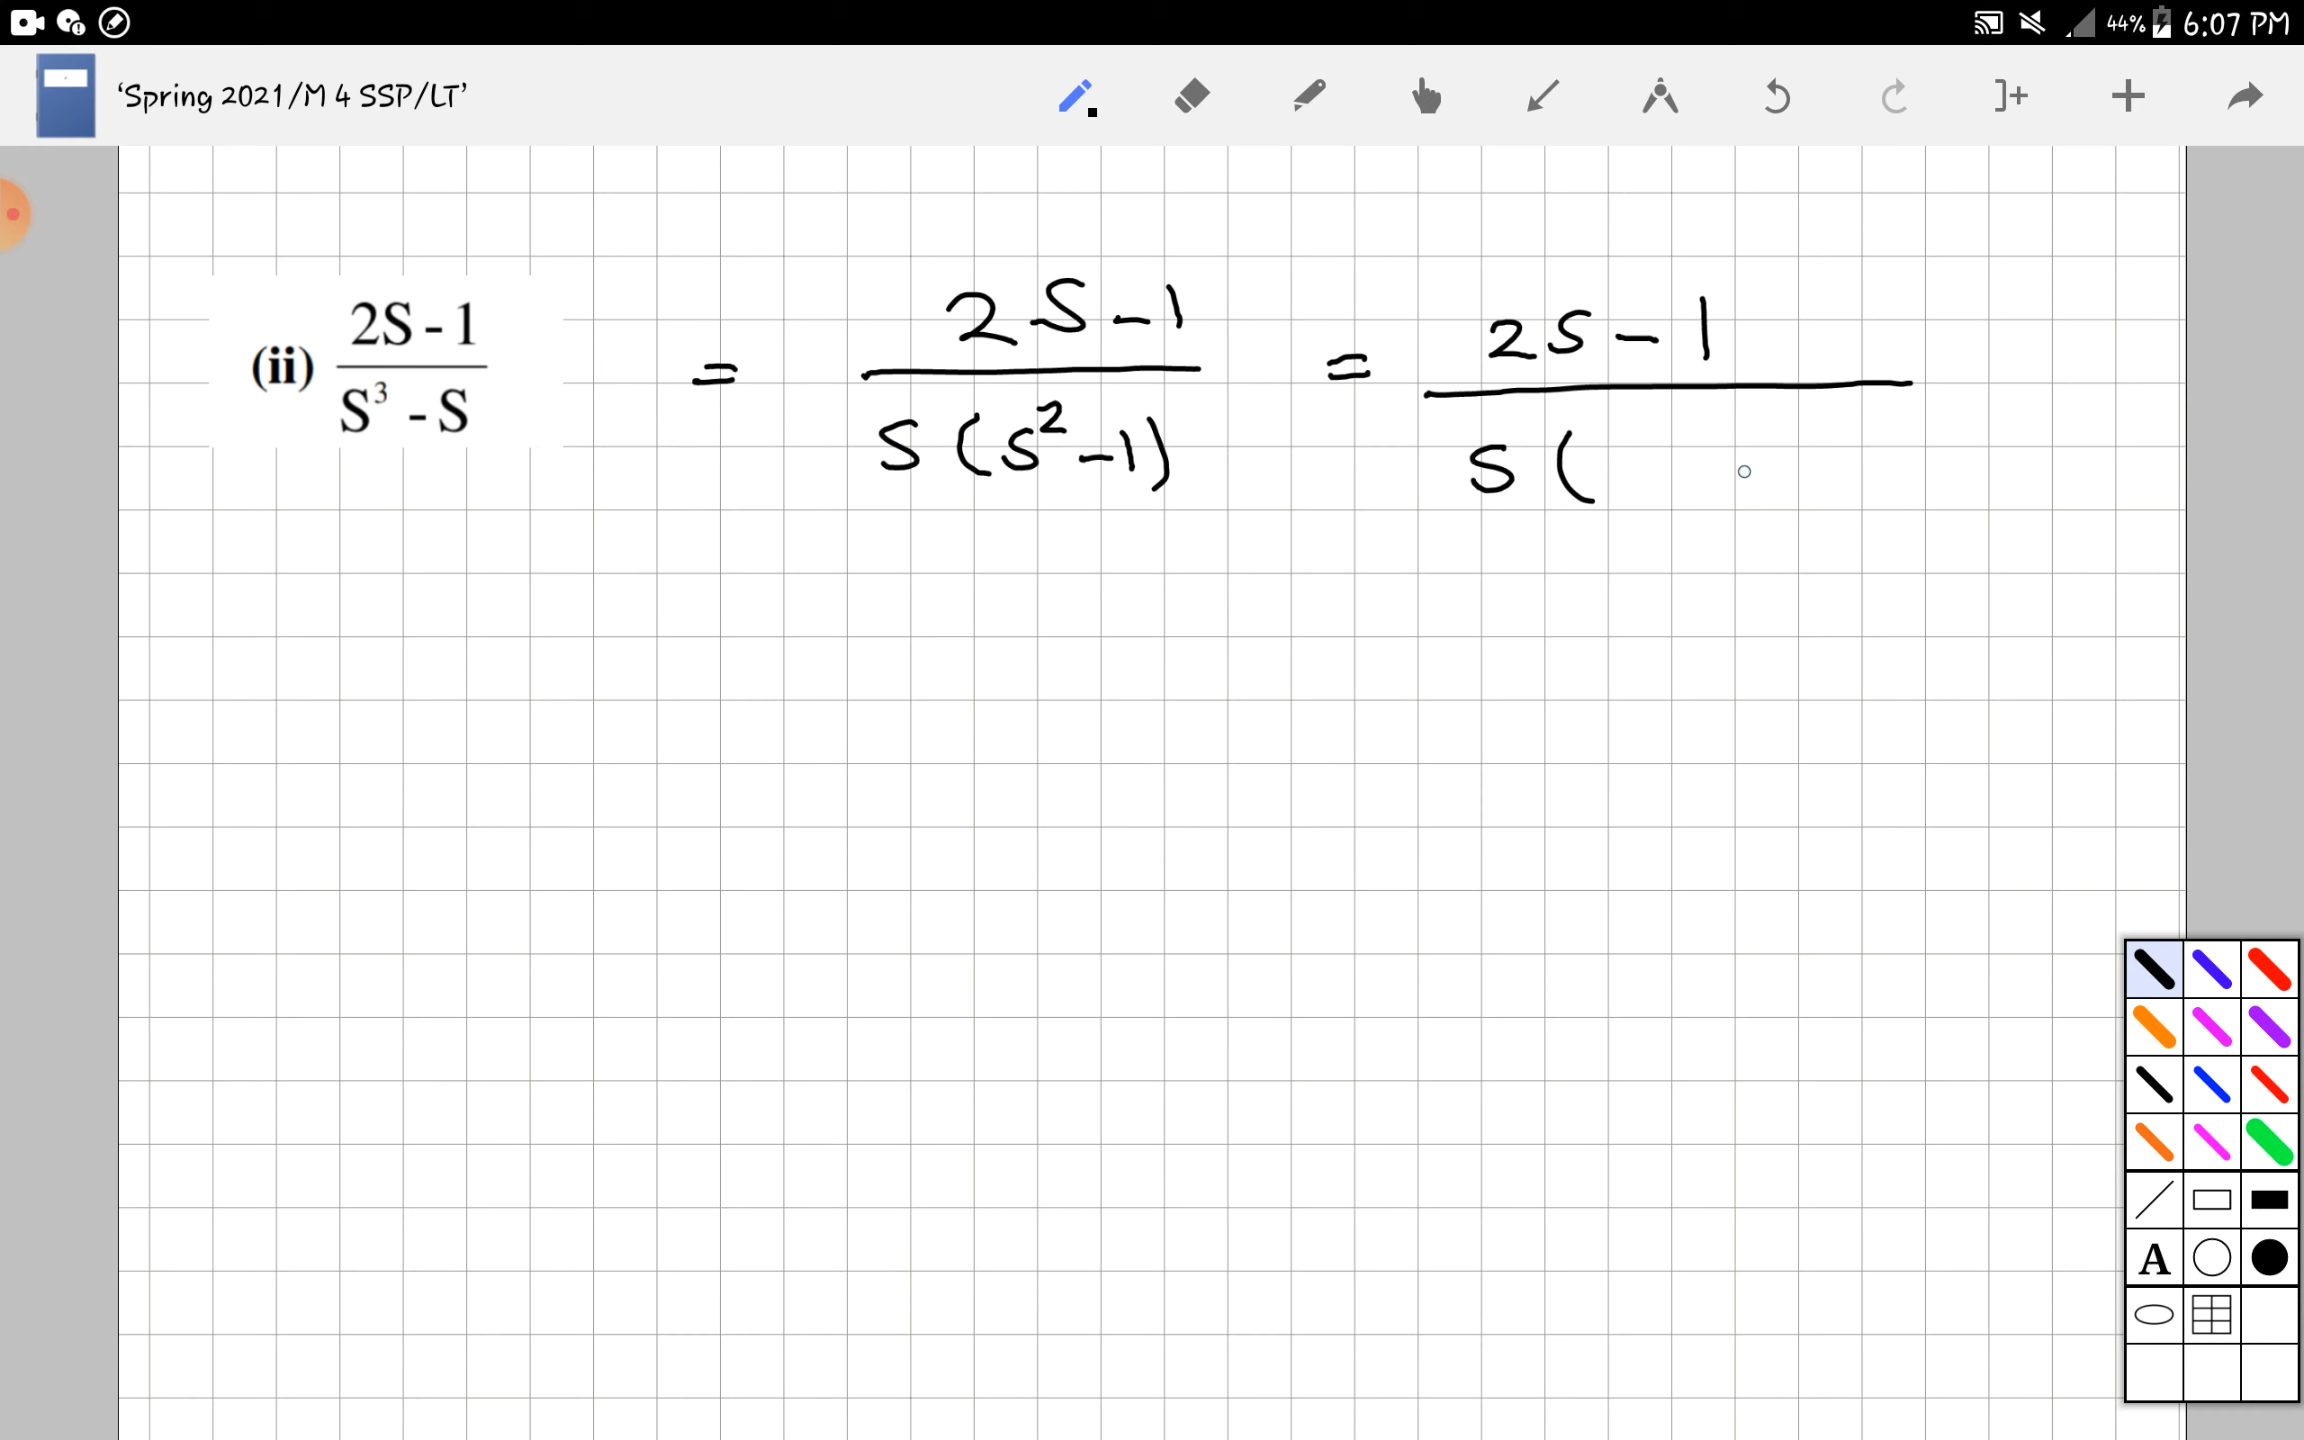 44% 6:07 PM
‘Spring 2021/M 4 SSP/LT’
(ii) 2S - 1 / S³ - S = 2S-1 / S(S²-1) = 2S-1 / S(
A